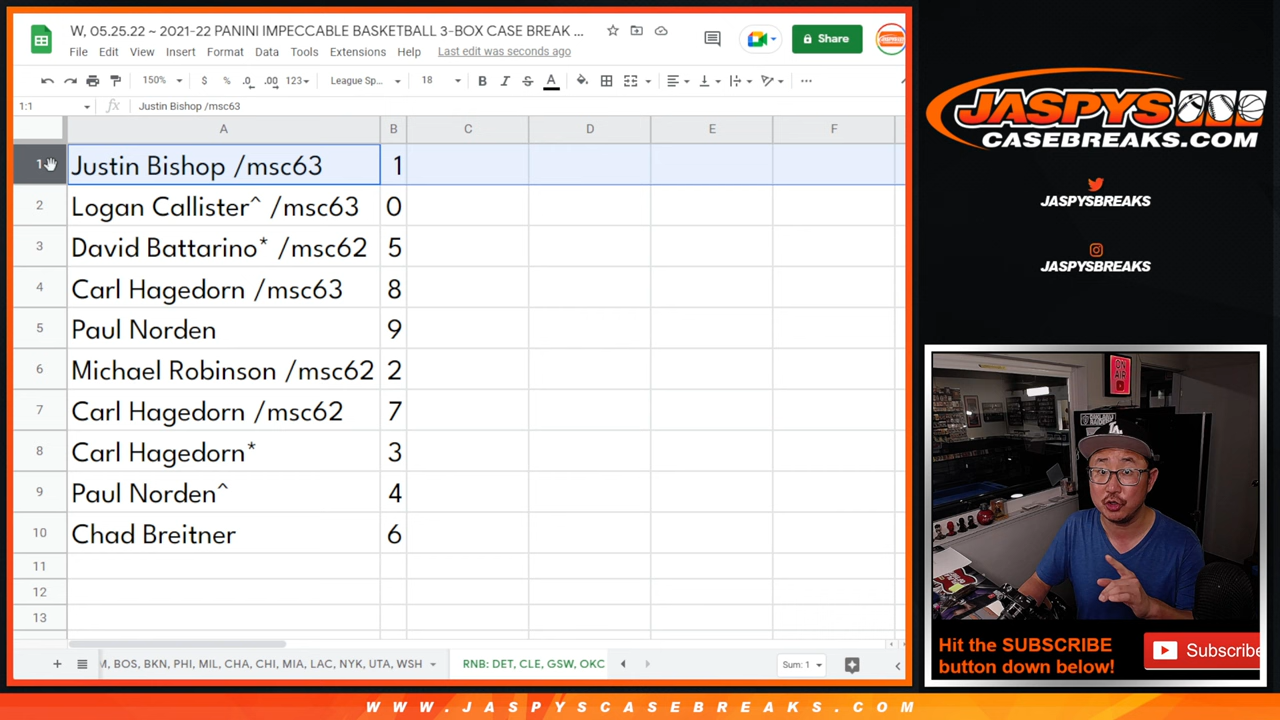 W, 05.25.22 ~ 2021-22 PANINI IMPECCABLE BASKETBALL 3-BOX CASE BREAK ...
File Edit View Insert Format Data Tools Extensions Help Last edit was seconds ago
Share
150% $ % .0 .00 123 League Sp... 18 B I S A
1:1 fx Justin Bishop /msc63
A B C D E F
1 Justin Bishop /msc63 1
2 Logan Callister^ /msc63 0
3 David Battarino* /msc62 5
4 Carl Hagedorn /msc63 8
5 Paul Norden 9
6 Michael Robinson /msc62 2
7 Carl Hagedorn /msc62 7
8 Carl Hagedorn* 3
9 Paul Norden^ 4
10 Chad Breitner 6
11
12
13
M, BOS, BKN, PHI, MIL, CHA, CHI, MIA, LAC, NYK, UTA, WSH RNB: DET, CLE, GSW, OKC Sum: 1
JASPYS
CASEBREAKS.COM
JASPYSBREAKS
JASPYSBREAKS
ON AIR
LA
Hit the SUBSCRIBE
button down below!
Subscribe
WWW.JASPYSCASEBREAKS.COM